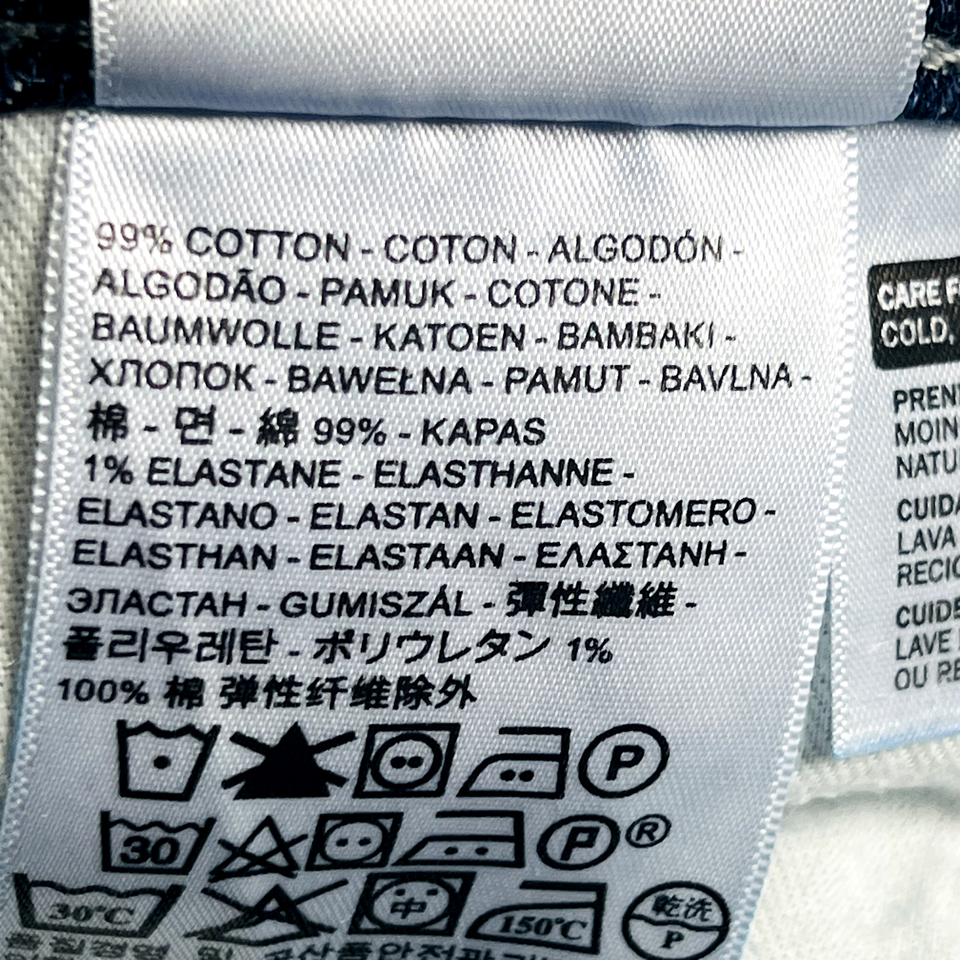 99% COTTON - COTON - ALGODÓN -
ALGODÃO - PAMUK - COTONE -
BAUMWOLLE - KATOEN - BAMBAKI -
ХЛОПОК - BAWEŁNA - PAMUT - BAVLNA -
棉 - 면 - 綿 99% - KAPAS
1% ELASTANE - ELASTHANNE -
ELASTANO - ELASTAN - ELASTOMERO -
ELASTHAN - ELASTAAN - ΕΛΑΣΤΑΝΗ -
ЭЛАСТАН - GUMISZÁL - 彈性纖維 -
폴리우레탄 - ポリウレタン 1%
100% 棉 弹性纤维除外
P
30 P ®
30°C 中 150°C 乾洗 P
CARE
COLD,
PREN
MOIN
NATU
CUIDA
LAVA
RECIC
CUIDE
LAVE
OU RE